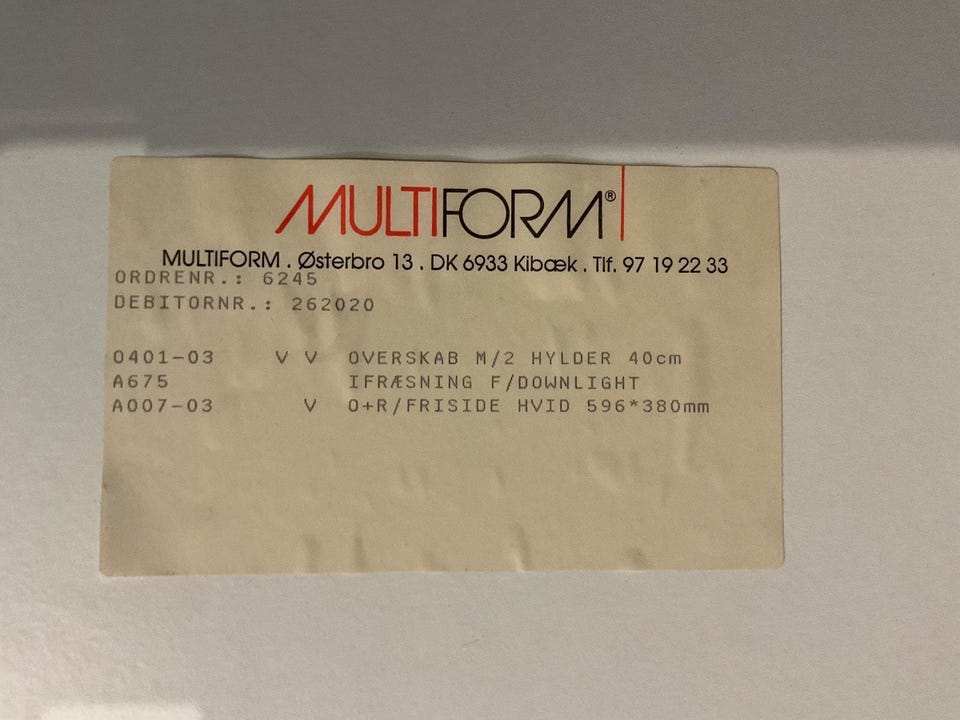 MULTIFORM®
MULTIFORM . Østerbro 13 . DK 6933 Kibæk . Tlf. 97 19 22 33
ORDRENR.: 6245
DEBITORNR.: 262020
0401-03 V V OVERSKAB M/2 HYLDER 40cm
A675 IFRÆSNING F/DOWNLIGHT
A007-03 V O+R/FRISIDE HVID 596*380mm